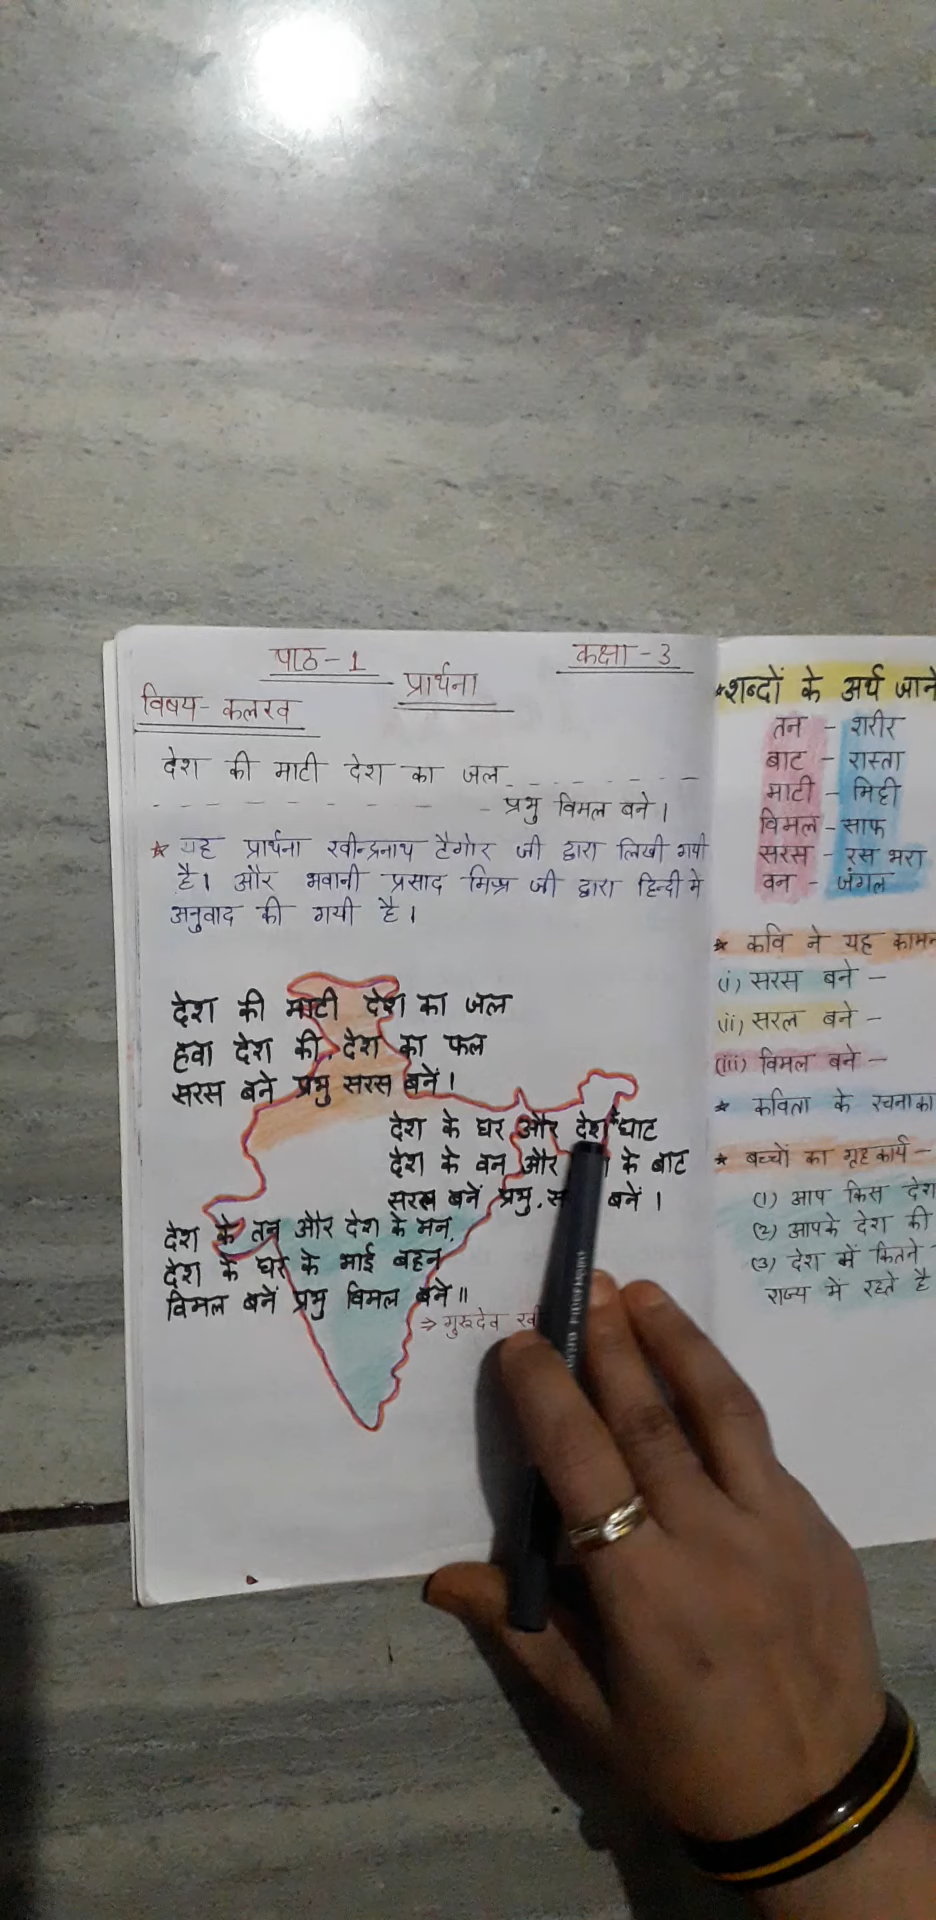 पाठ-1
कक्षा-3
प्रार्थना
विषय- कलरव
देश की माटी देश का जल
प्रभु विमल बने।
* यह प्रार्थना रवीन्द्रनाथ टैगोर जी द्वारा लिखी गयी
है। और भवानी प्रसाद मिश्र जी द्वारा हिन्दी मे
अनुवाद की गयी है।
देश की माटी देश का जल
हवा देश की, देश का फल
सरस बने प्रभु सरस बनें।
देश के घर और देश के घाट
देश के वन और के बाट
सरल बनें प्रभु. बनें।
देश के तन और देश के मन,
देश के घर के भाई बहन
विमल बनें प्रभु विमल बने॥
⇒ गुरूदेव
* शब्दों के अर्थ जाने
तन - शरीर
बाट - रास्ता
माटी - मिट्टी
विमल - साफ
सरस - रस भरा
वन - जंगल
* कवि ने यह
(i) सरस बने -
(ii) सरल बने -
(iii) विमल बने -
* कविता के
* बच्चों का गृहकार्य -
(1) आप किस देश
(2) आपके देश की
(3) देश में कितने
राज्य में रहते है